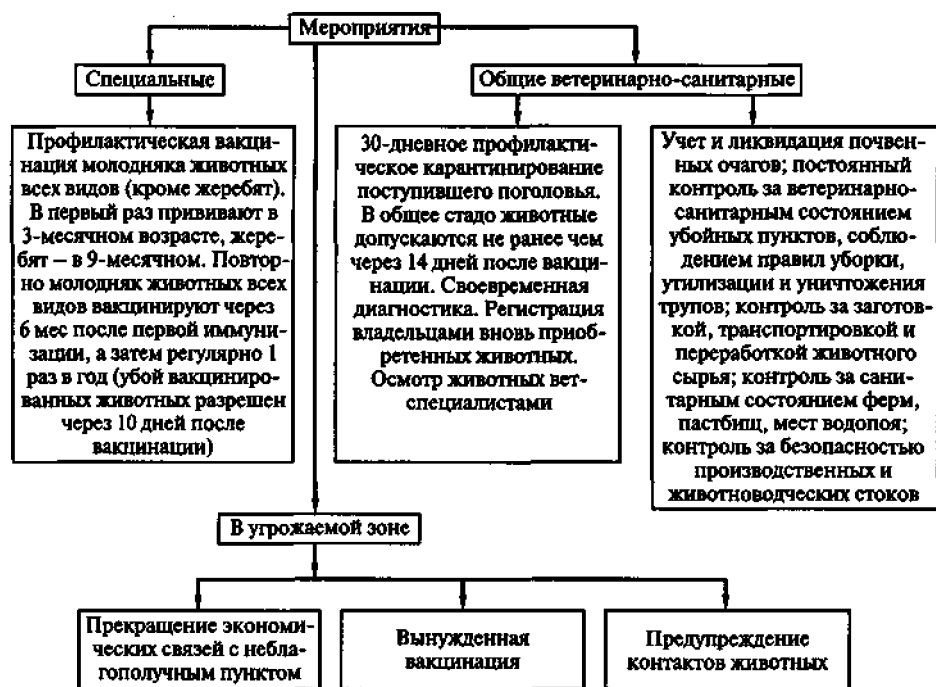 Мероприятия
Специальные
Общие ветеринарно-санитарные
Профилактическая вакци-
нация молодняка животных
всех видов (кроме жеребят).
В первый раз прививают в
3-месячном возрасте, жере-
бят – в 9-месячном. Повтор-
но молодняк животных всех
видов вакцинируют через
6 мес после первой иммуни-
зации, а затем регулярно 1
раз в год (убой вакциниро-
ванных животных разрешен
через 10 дней после
вакцинации)
30-дневное профилакти-
ческое карантинирование
поступившего поголовья.
В общее стадо животные
допускаются не ранее чем
через 14 дней после вакци-
нации. Своевременная
диагностика. Регистрация
владельцами вновь приоб-
ретенных животных.
Осмотр животных вет-
специалистами
Учет и ликвидация почвен-
ных очагов; постоянный
контроль за ветеринарно-
санитарным состоянием
убойных пунктов, соблю-
дением правил уборки,
утилизации и уничтожения
трупов; контроль за заготов-
кой, транспортировкой и
переработкой животного
сырья; контроль за сани-
тарным состоянием ферм,
пастбищ, мест водопоя;
контроль за безопасностью
производственных и
животноводческих стоков
В угрожаемой зоне
Прекращение экономи-
ческих связей с небла-
гополучным пунктом
Вынужденная
вакцинация
Предупреждение
контактов животных